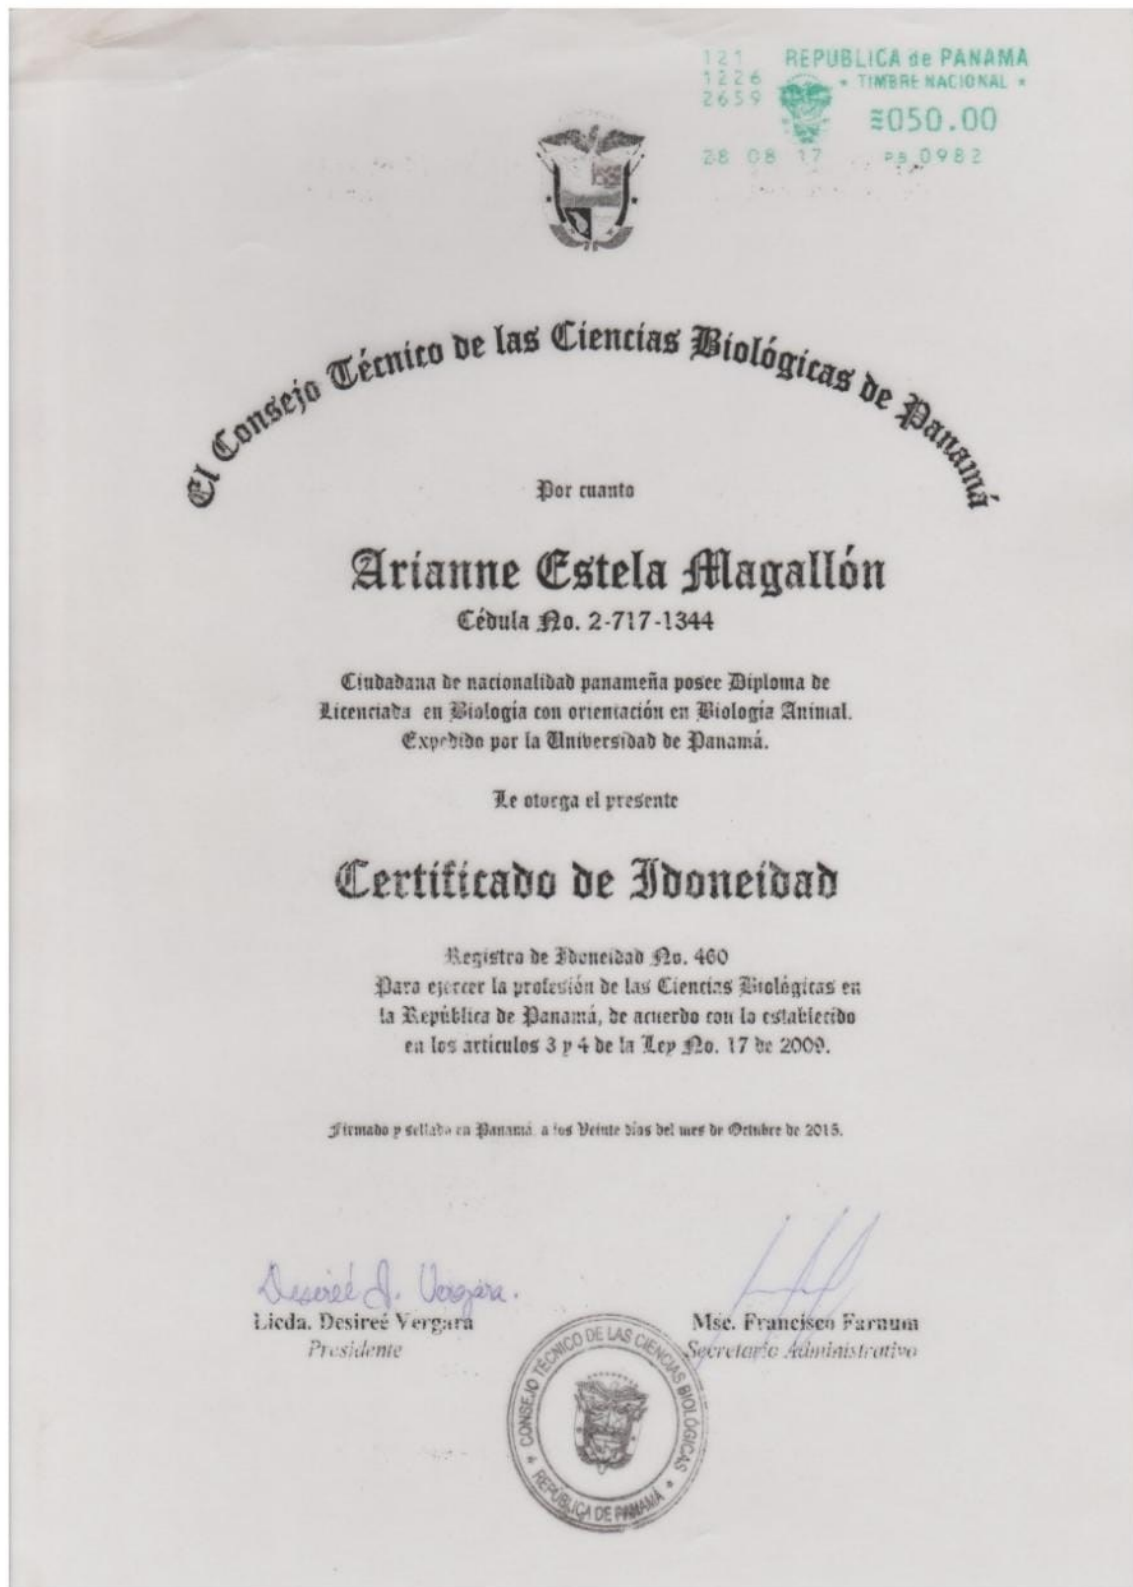 121 REPUBLICA de PANAMA
1226 * TIMBRE NACIONAL *
2659 ≋050.00
28 08 17 PB 0982
El Consejo Técnico de las Ciencias Biológicas de Panamá
Por cuanto
Arianne Estela Magallón
Cédula No. 2-717-1344
Ciudadana de nacionalidad panameña posee Diploma de
Licenciada en Biología con orientación en Biología Animal.
Expedido por la Universidad de Panamá.
Le otorga el presente
Certificado de Idoneidad
Registro de Idoneidad No. 460
Para ejercer la profesión de las Ciencias Biológicas en
la República de Panamá, de acuerdo con lo establecido
en los artículos 3 y 4 de la Ley No. 17 de 2009.
Firmado y sellado en Panamá, a los Veinte días del mes de Octubre de 2015.
Desireé A. Vergara.
Licda. Desireé Vergara
Presidente
Msc. Francisco Farnum
Secretario Administrativo
CONSEJO TÉCNICO DE LAS CIENCIAS BIOLÓGICAS
* REPÚBLICA DE PANAMÁ *